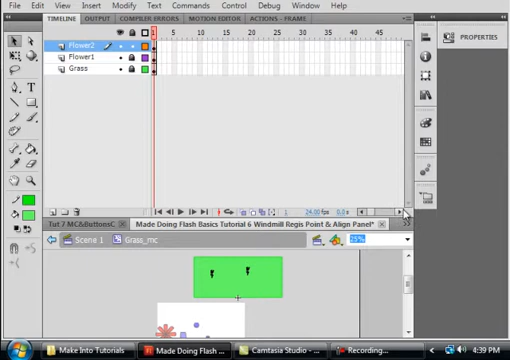 File Edit View Insert Modify Text Commands Control Debug Window Help
TIMELINE OUTPUT COMPILER ERRORS MOTION EDITOR ACTIONS - FRAME
PROPERTIES
1 5 10 15 20 25 30 35 40 45
Flower2
Flower1
Grass
1 24.00 fps 0.0 s
Tut 7 MC&ButtonsC Made Doing Flash Basics Tutorial 6 Windmill Regis Point & Align Panel*
Scene 1 Grass_mc
25%
Make Into Tutorials Made Doing Flash ... Camtasia Studio - ... Recording... 4:39 PM